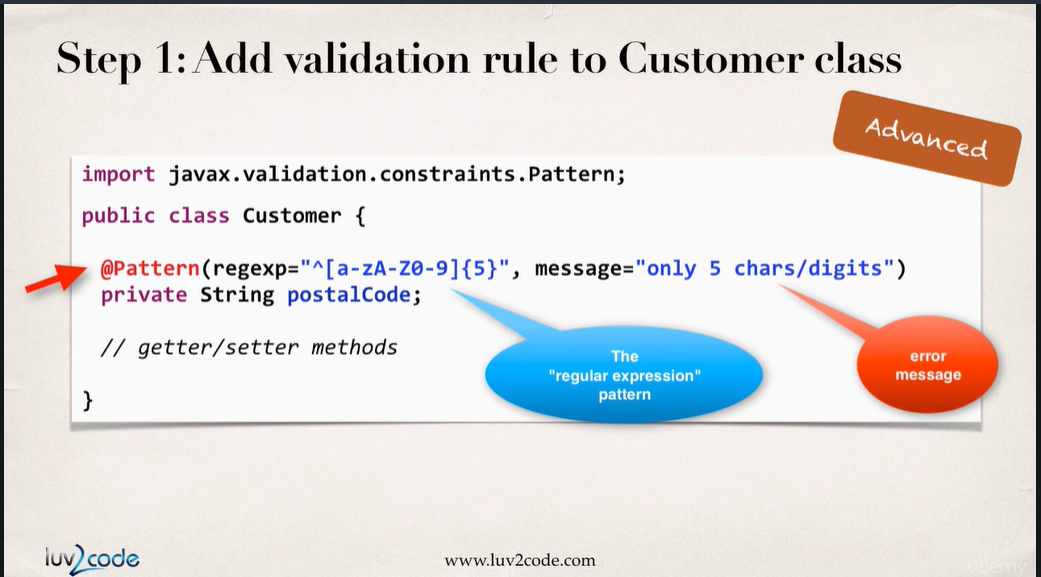 Step 1: Add validation rule to Customer class
Advanced
import javax.validation.constraints.Pattern;
public class Customer {
@Pattern(regexp="^[a-zA-Z0-9]{5}", message="only 5 chars/digits")
private String postalCode;
// getter/setter methods
}
The
"regular expression"
pattern
error
message
luv2code
www.luv2code.com
udemy